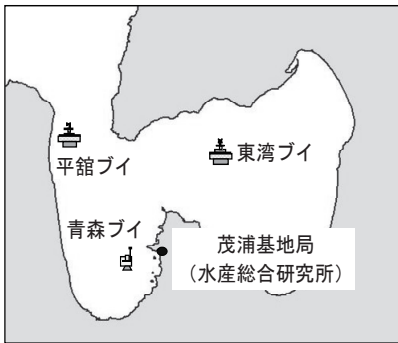 平舘ブイ
東湾ブイ
青森ブイ
茂浦基地局
(水産総合研究所)